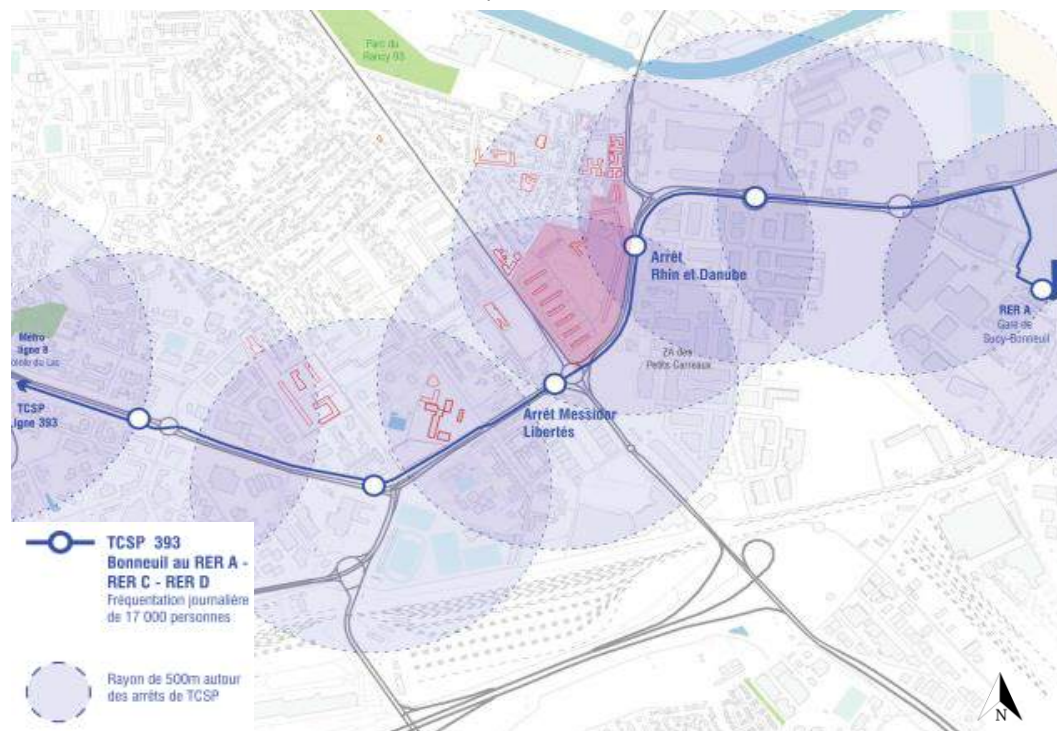 Parc du
Rancy 93
Arrêt
Rhin et Danube
RER A
Gare de
Sucy-Bonneuil
ZA des
Petits Carreaux
Métro
ligne 8
TCSP
ligne 393
Arrêt Messidor
Libertés
TCSP 393
Bonneuil au RER A -
RER C - RER D
Fréquentation journalière
de 17 000 personnes
Rayon de 500m autour
des arrêts de TCSP
N